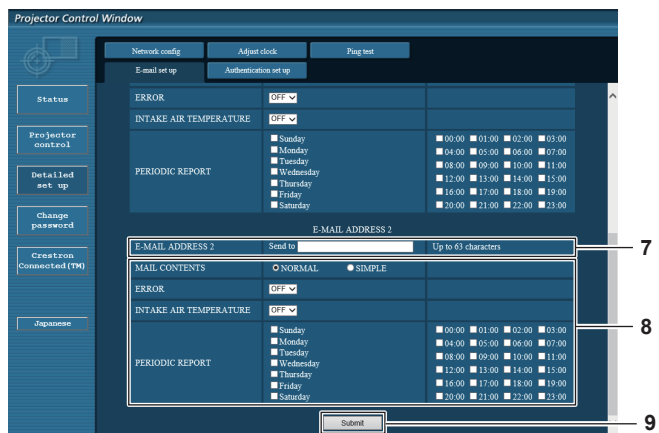 Projector Control Window
Network config Adjust clock Ping test
E-mail set up Authentication set up
Status
Projector control
Detailed set up
Change password
Crestron Connected(TM)
Japanese
ERROR OFF
INTAKE AIR TEMPERATURE OFF
PERIODIC REPORT
Sunday
Monday
Tuesday
Wednesday
Thursday
Friday
Saturday
00:00 01:00 02:00 03:00
04:00 05:00 06:00 07:00
08:00 09:00 10:00 11:00
12:00 13:00 14:00 15:00
16:00 17:00 18:00 19:00
20:00 21:00 22:00 23:00
E-MAIL ADDRESS 2
E-MAIL ADDRESS 2 Send to Up to 63 characters 7
MAIL CONTENTS NORMAL SIMPLE
ERROR OFF
INTAKE AIR TEMPERATURE OFF
8
PERIODIC REPORT
Sunday
Monday
Tuesday
Wednesday
Thursday
Friday
Saturday
00:00 01:00 02:00 03:00
04:00 05:00 06:00 07:00
08:00 09:00 10:00 11:00
12:00 13:00 14:00 15:00
16:00 17:00 18:00 19:00
20:00 21:00 22:00 23:00
Submit 9